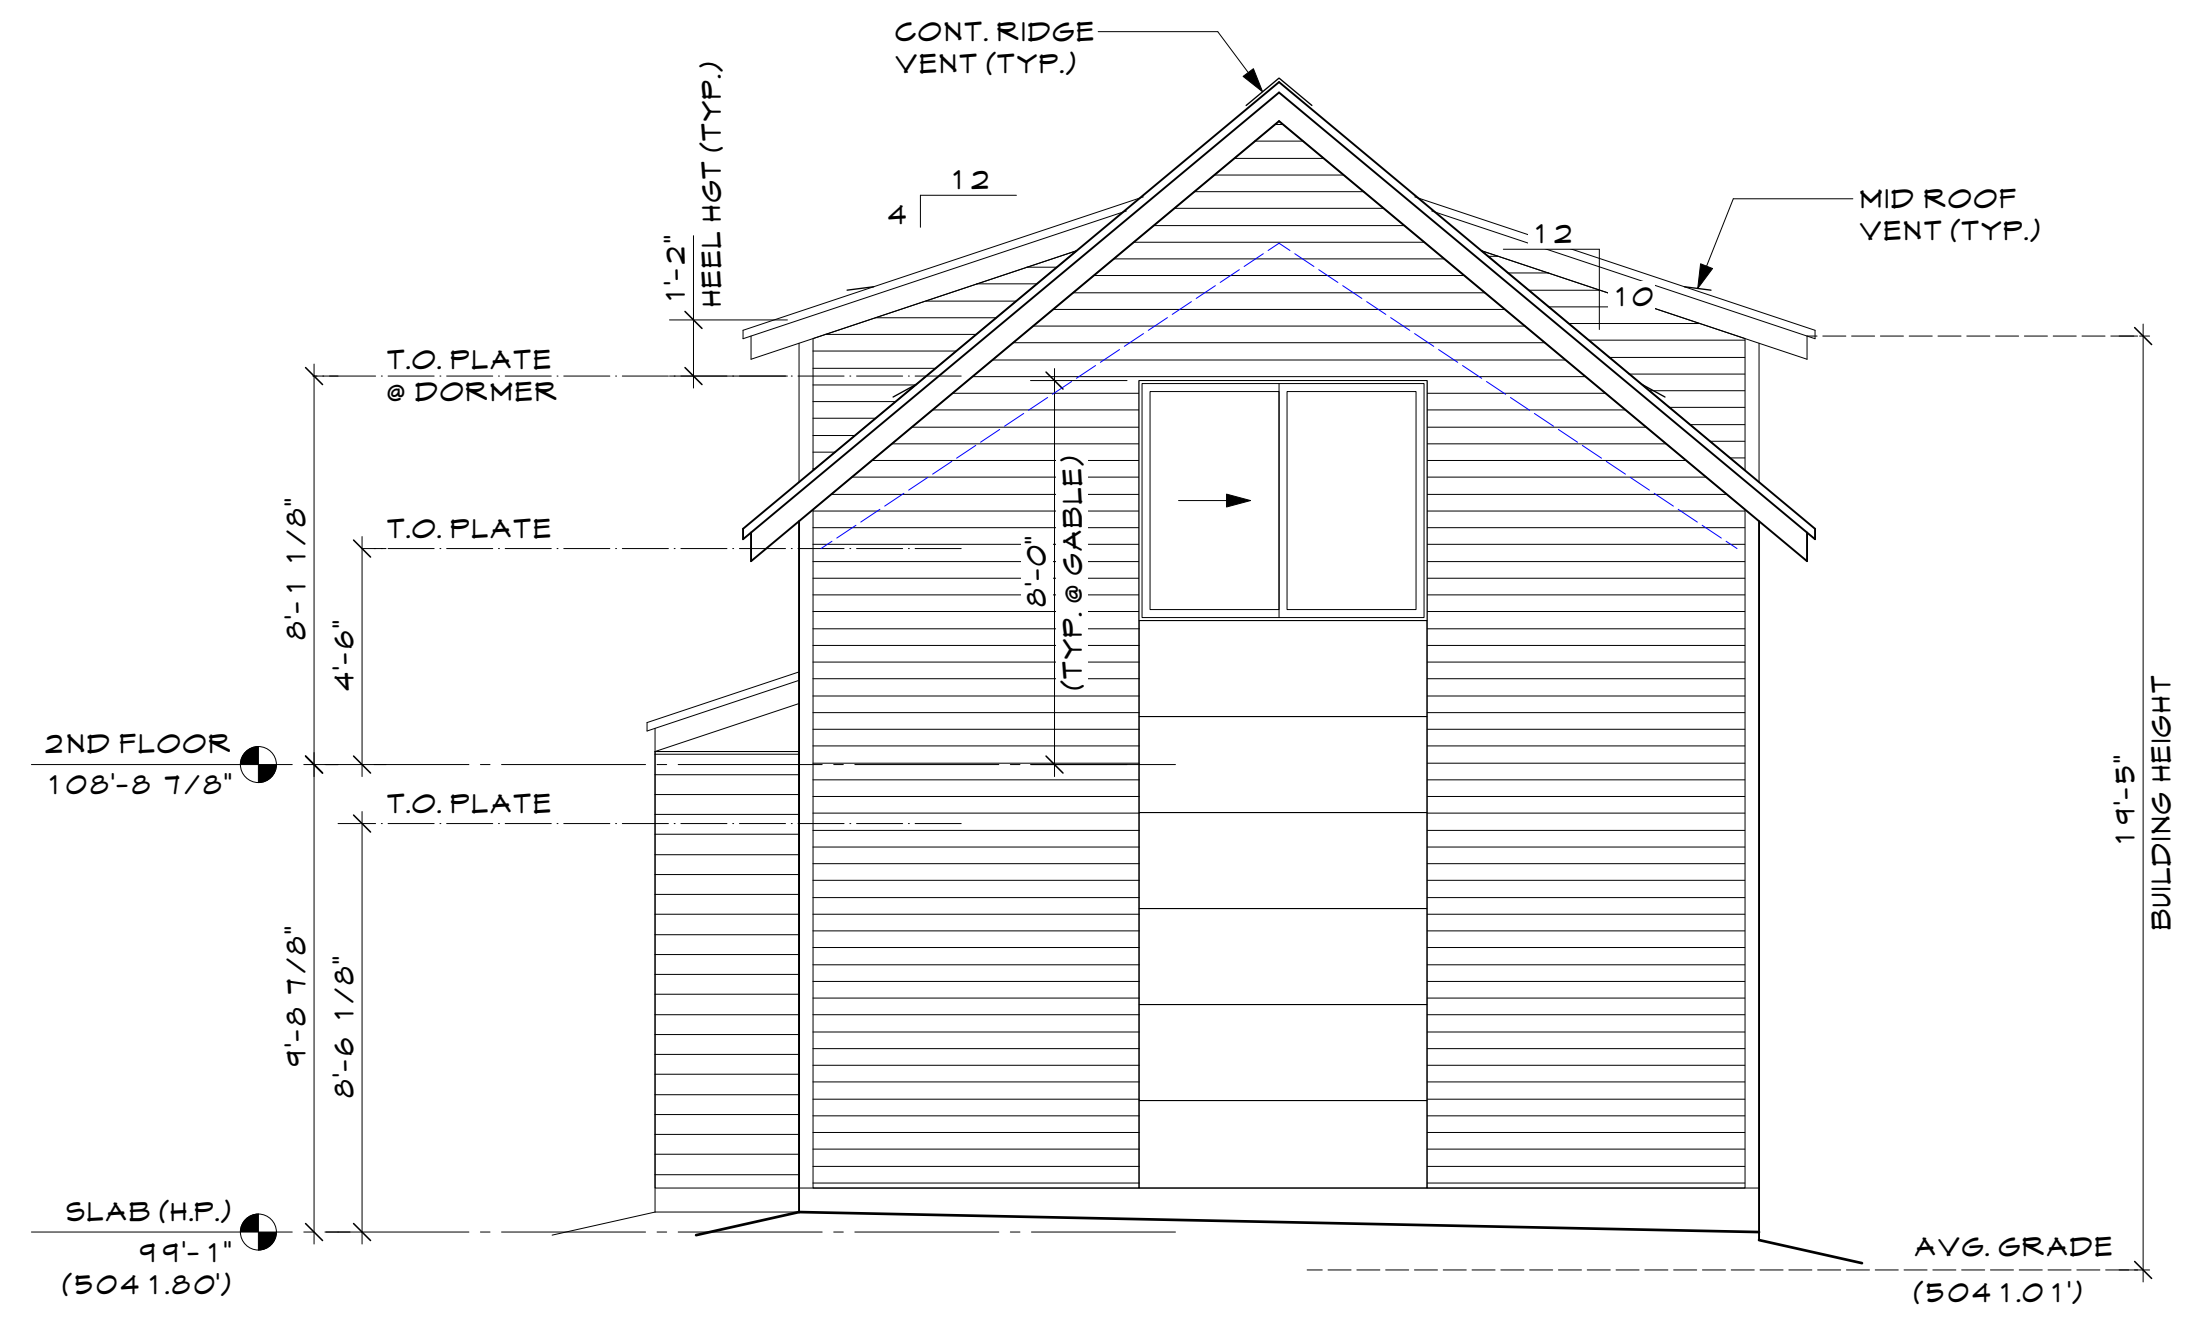 CONT. RIDGE
VENT (TYP.)
1'-2"
HEEL HGT (TYP.)
12
4
MID ROOF
VENT (TYP.)
12
10
T.O. PLATE
@ DORMER
8'-1 1/8"
T.O. PLATE
4'-6"
8'-0"
(TYP. @ GABLE)
2ND FLOOR
108'-8 7/8"
T.O. PLATE
9'-8 7/8"
8'-6 1/8"
19'-5"
BUILDING HEIGHT
SLAB (H.P.)
99'-1"
(5041.80')
AVG. GRADE
(5041.01')